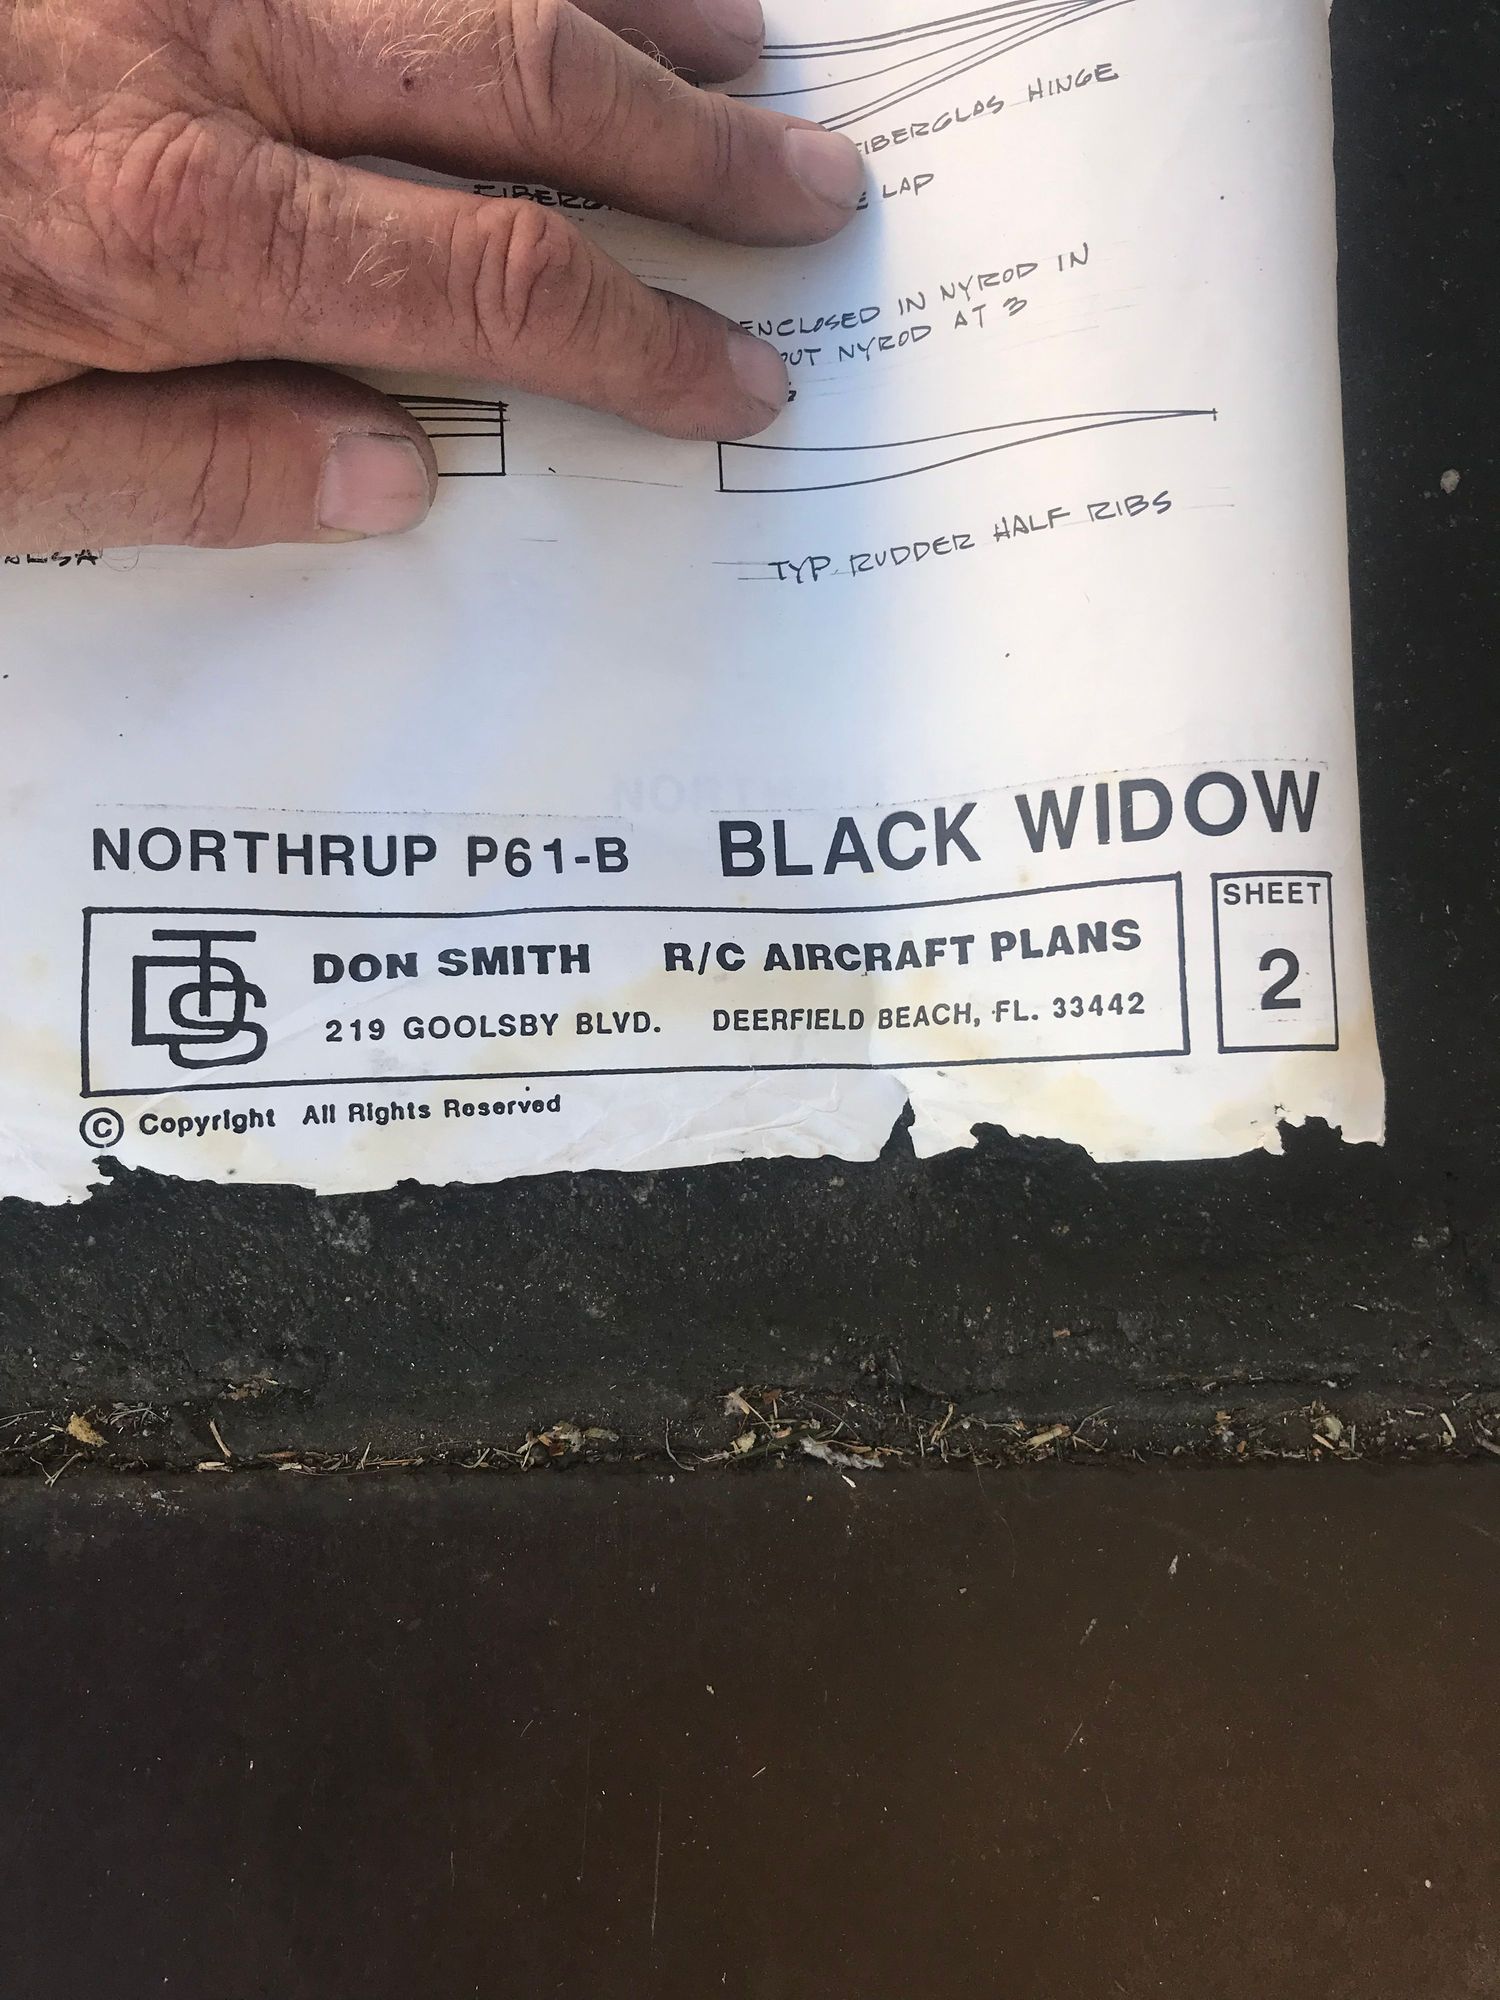 FIBERGLAS HINGE
LAP
ENCLOSED IN NYROD IN
OUT NYROD AT 3
TYP. RUDDER HALF RIBS
NORTHRUP P61-B BLACK WIDOW
DON SMITH R/C AIRCRAFT PLANS
219 GOOLSBY BLVD. DEERFIELD BEACH, FL. 33442
SHEET
2
© Copyright All Rights Reserved